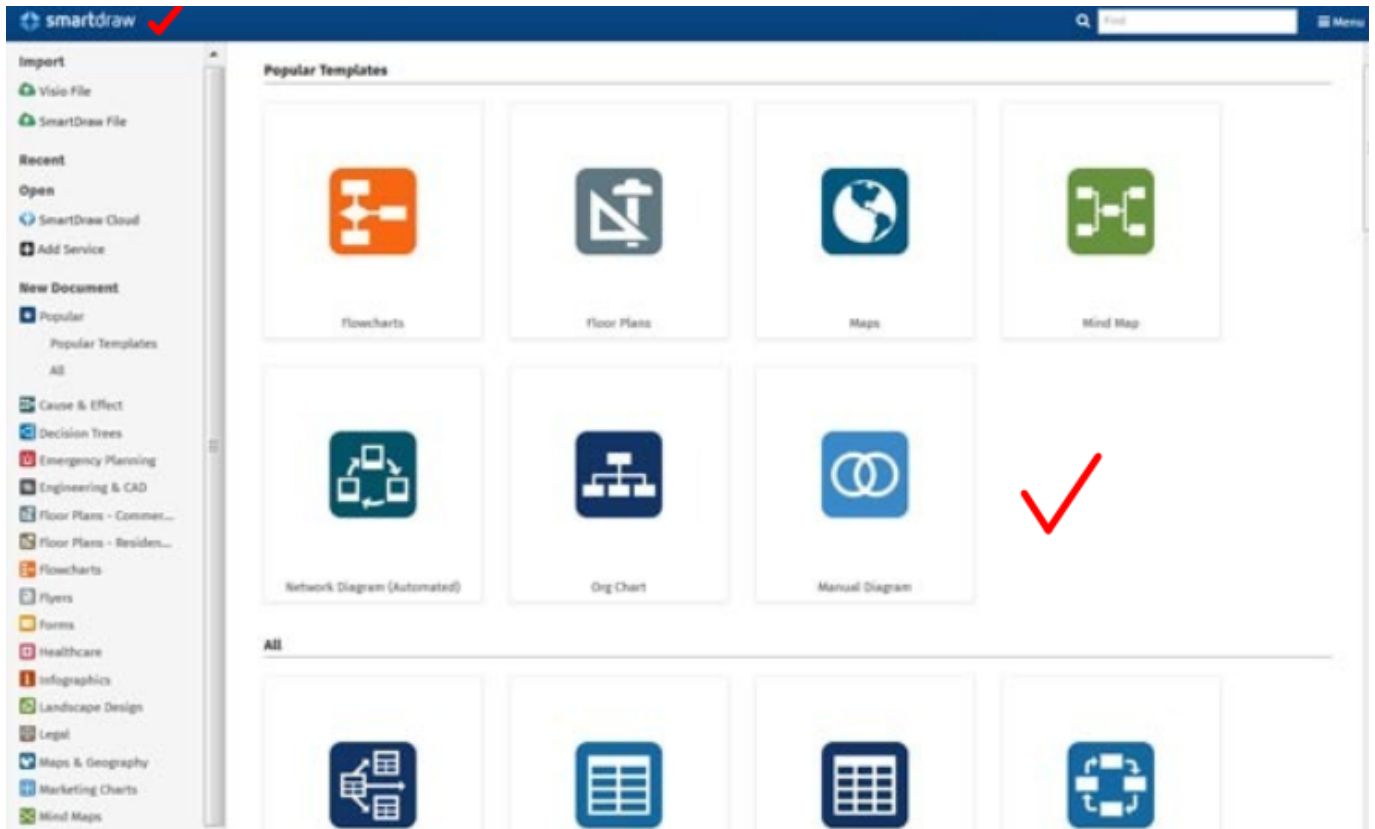 smartdraw
Find
Menu
Import
Visio File
SmartDraw File
Recent
Open
SmartDraw Cloud
Add Service
New Document
Popular
Popular Templates
All
Cause & Effect
Decision Trees
Emergency Planning
Engineering & CAD
Floor Plans - Commer...
Floor Plans - Residen...
Flowcharts
Flyers
Forms
Healthcare
Infographics
Landscape Design
Legal
Maps & Geography
Marketing Charts
Mind Maps
Popular Templates
Flowcharts
Floor Plans
Maps
Mind Map
Network Diagram (Automated)
Org Chart
Manual Diagram
All